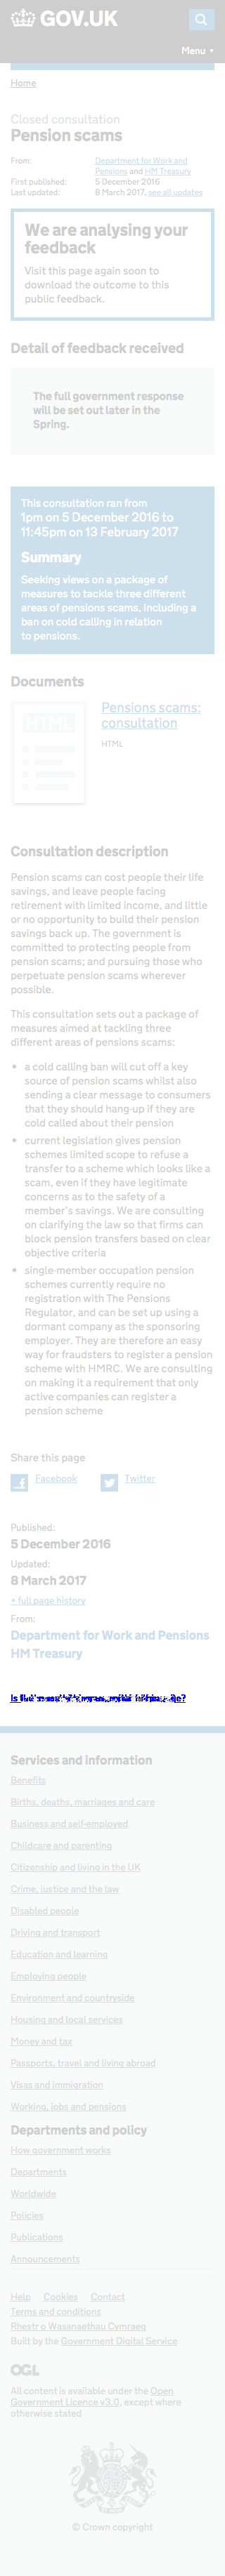 GOV.UK
Menu ▼
Home
Closed consultation
Pension scams
From: Department for Work and
Pensions and HM Treasury
First published: 5 December 2016
Last updated: 8 March 2017, see all updates
We are analysing your
feedback
Visit this page again soon to
download the outcome to this
public feedback.
Detail of feedback received
The full government response
will be set out later in the
Spring.
This consultation ran from
1pm on 5 December 2016 to
11:45pm on 13 February 2017
Summary
Seeking views on a package of
measures to tackle three different
areas of pensions scams, including a
ban on cold calling in relation
to pensions.
Documents
HTML
Pensions scams:
consultation
HTML
Consultation description
Pension scams can cost people their life
savings, and leave people facing
retirement with limited income, and little
or no opportunity to build their pension
savings back up. The government is
committed to protecting people from
pension scams; and pursuing those who
perpetuate pension scams wherever
possible.
This consultation sets out a package of
measures aimed at tackling three
different areas of pensions scams:
• a cold calling ban will cut off a key
source of pension scams whilst also
sending a clear message to consumers
that they should hang-up if they are
cold called about their pension
• current legislation gives pension
schemes limited scope to refuse a
transfer to a scheme which looks like a
scam, even if they have legitimate
concerns as to the safety of a
member's savings. We are consulting
on clarifying the law so that firms can
block pension transfers based on clear
objective criteria
• single-member occupation pension
schemes currently require no
registration with The Pensions
Regulator, and can be set up using a
dormant company as the sponsoring
employer. They are therefore an easy
way for fraudsters to register a pension
scheme with HMRC. We are consulting
on making it a requirement that only
active companies can register a
pension scheme
Share this page
Facebook Twitter
Published:
5 December 2016
Updated:
8 March 2017
+ full page history
From:
Department for Work and Pensions
HM Treasury
Services and information
Benefits
Births, deaths, marriages and care
Business and self-employed
Childcare and parenting
Citizenship and living in the UK
Crime, justice and the law
Disabled people
Driving and transport
Education and learning
Employing people
Environment and countryside
Housing and local services
Money and tax
Passports, travel and living abroad
Visas and immigration
Working, jobs and pensions
Departments and policy
How government works
Departments
Worldwide
Policies
Publications
Announcements
Help Cookies Contact
Terms and conditions
Rhestr o Wasanaethau Cymraeg
Built by the Government Digital Service
OGL
All content is available under the Open
Government Licence v3.0, except where
otherwise stated
© Crown copyright